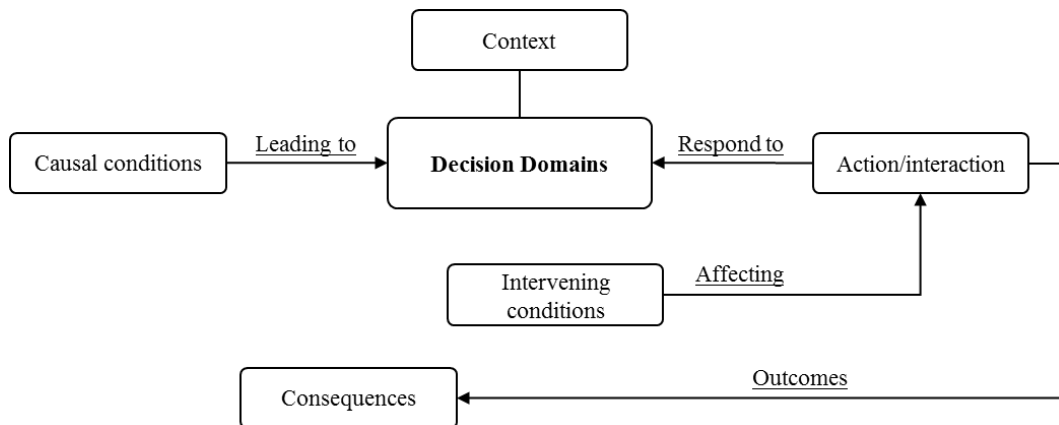 Context
Leading to
Respond to
Causal conditions
Decision Domains
Action/interaction
Intervening
conditions
Affecting
Outcomes
Consequences